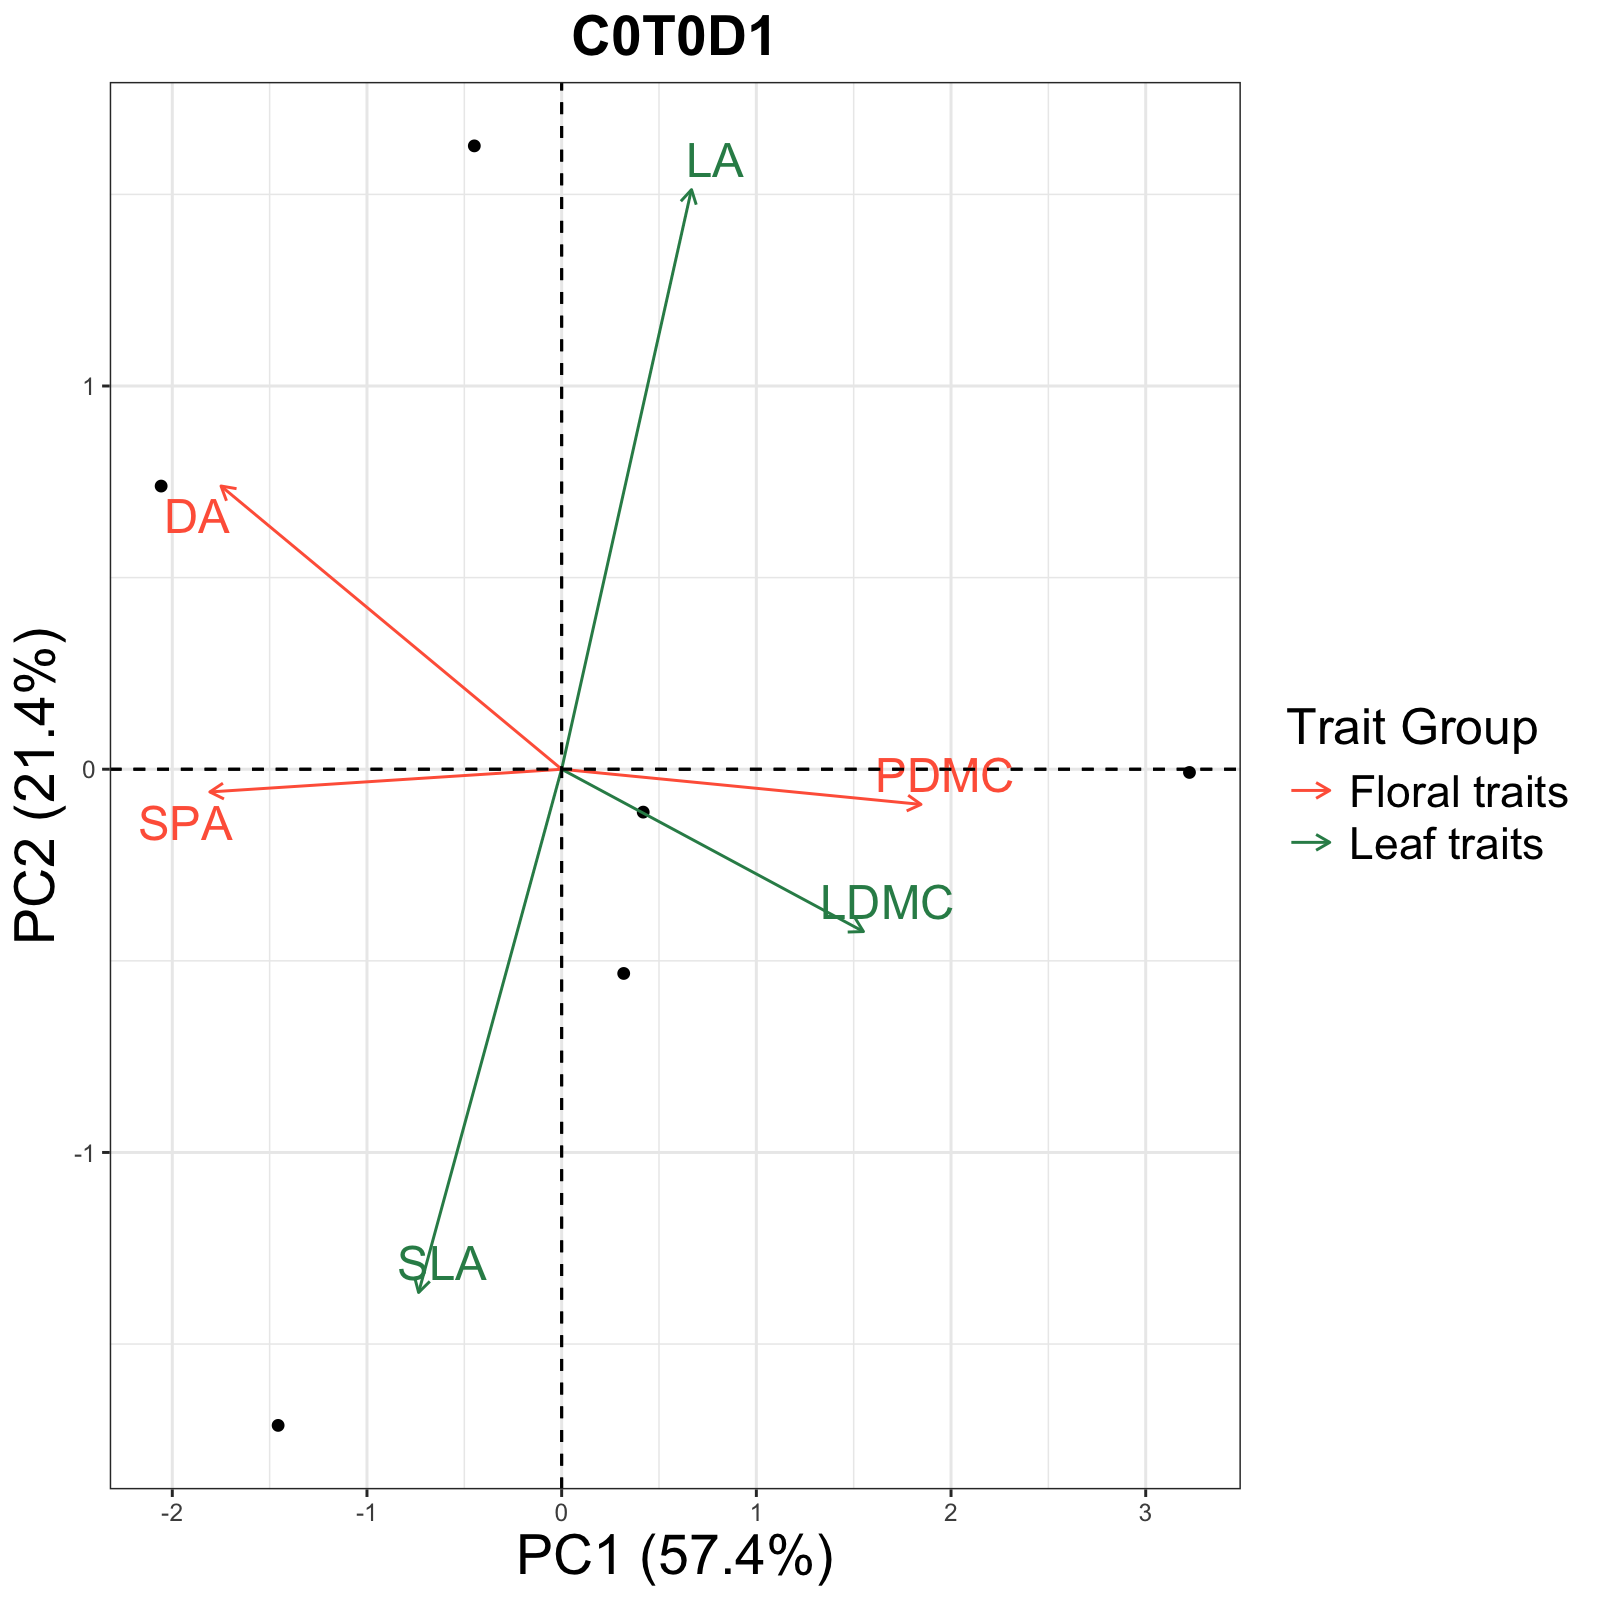 C0T0D1
LA
DA
PDMC
SPA
LDMC
SLA
1
0
-1
-2
-1
0
1
2
3
PC1 (57.4%)
PC2 (21.4%)
Trait Group
Floral traits
Leaf traits